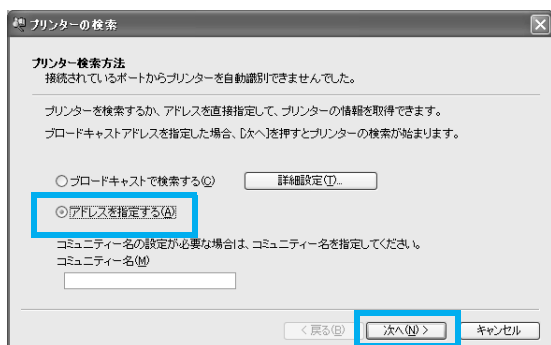 プリンターの検索
プリンター検索方法
接続されているポートからプリンターを自動識別できませんでした。
プリンターを検索するか、アドレスを直接指定して、プリンターの情報を取得できます。
ブロードキャストアドレスを指定した場合、[次へ]を押すとプリンターの検索が始まります。
ブロードキャストで検索する(C) 詳細設定(T)...
アドレスを指定する(A)
コミュニティー名の設定が必要な場合は、コミュニティー名を指定してください。
コミュニティー名(M)
< 戻る(B) 次へ(N) > キャンセル